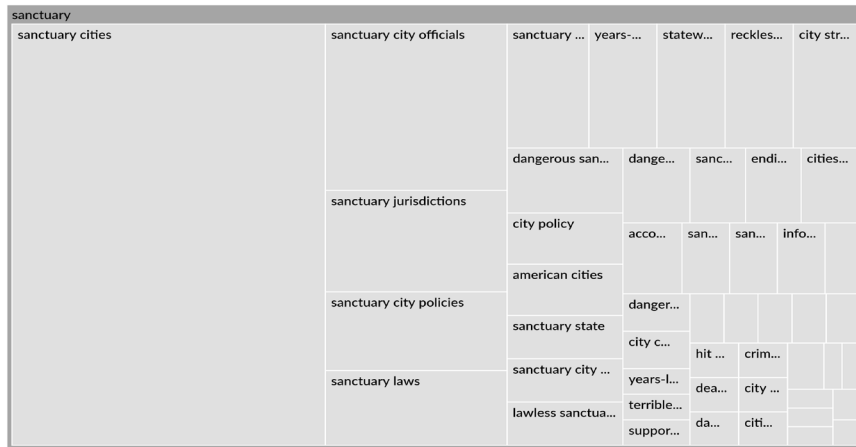 sanctuary
sanctuary cities
sanctuary city officials
sanctuary jurisdictions
sanctuary city policies
sanctuary laws
sanctuary ...
years-...
statew...
reckles...
city str...
dangerous san...
city policy
american cities
sanctuary state
sanctuary city ...
lawless sanctua...
dange...
sanc...
endi...
cities...
acco...
san...
san...
info...
danger...
city c...
years-l...
terrible...
suppor...
hit ...
crim...
dea...
city ...
da...
citi...